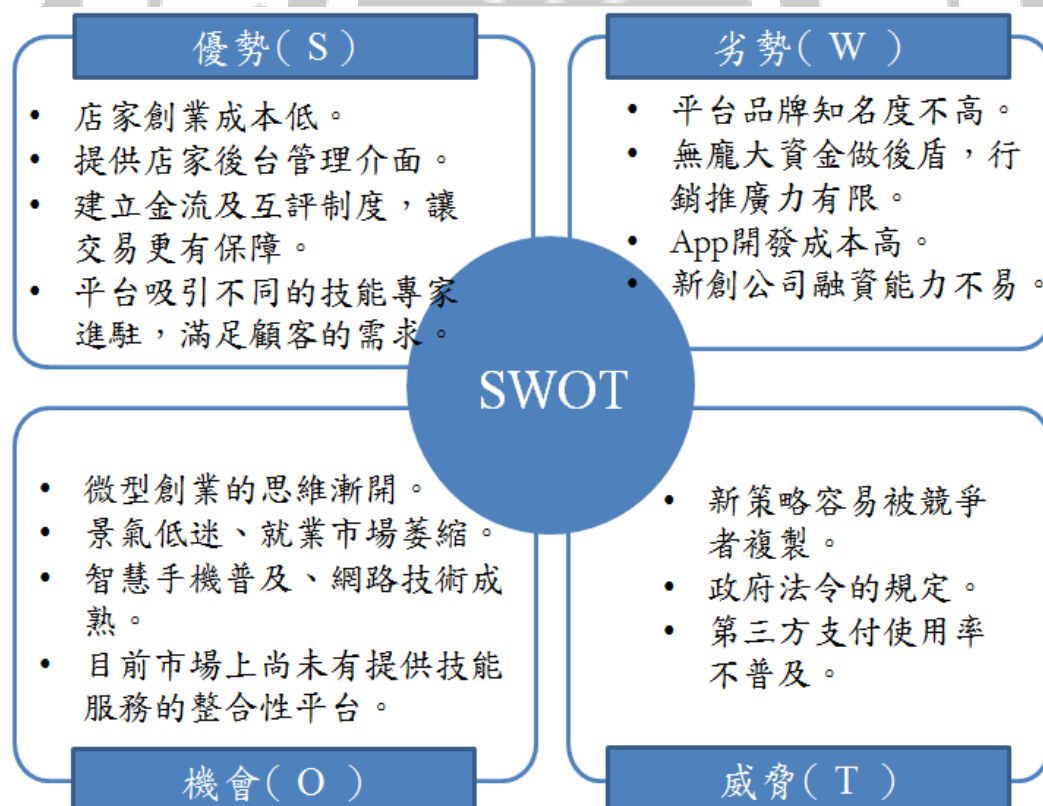 優勢( S )
• 店家創業成本低。
• 提供店家後台管理介面。
• 建立金流及互評制度，讓
交易更有保障。
• 平台吸引不同的技能專家
進駐，滿足顧客的需求。
劣勢( W )
• 平台品牌知名度不高。
• 無龐大資金做後盾，行
銷推廣力有限。
• App開發成本高。
• 新創公司融資能力不易。
SWOT
• 微型創業的思維漸開。
• 景氣低迷、就業市場萎縮。
• 智慧手機普及、網路技術成
熟。
• 目前市場上尚未有提供技能
服務的整合性平台。
機會( O )
• 新策略容易被競爭
者複製。
• 政府法令的規定。
• 第三方支付使用率
不普及。
威脅( T )